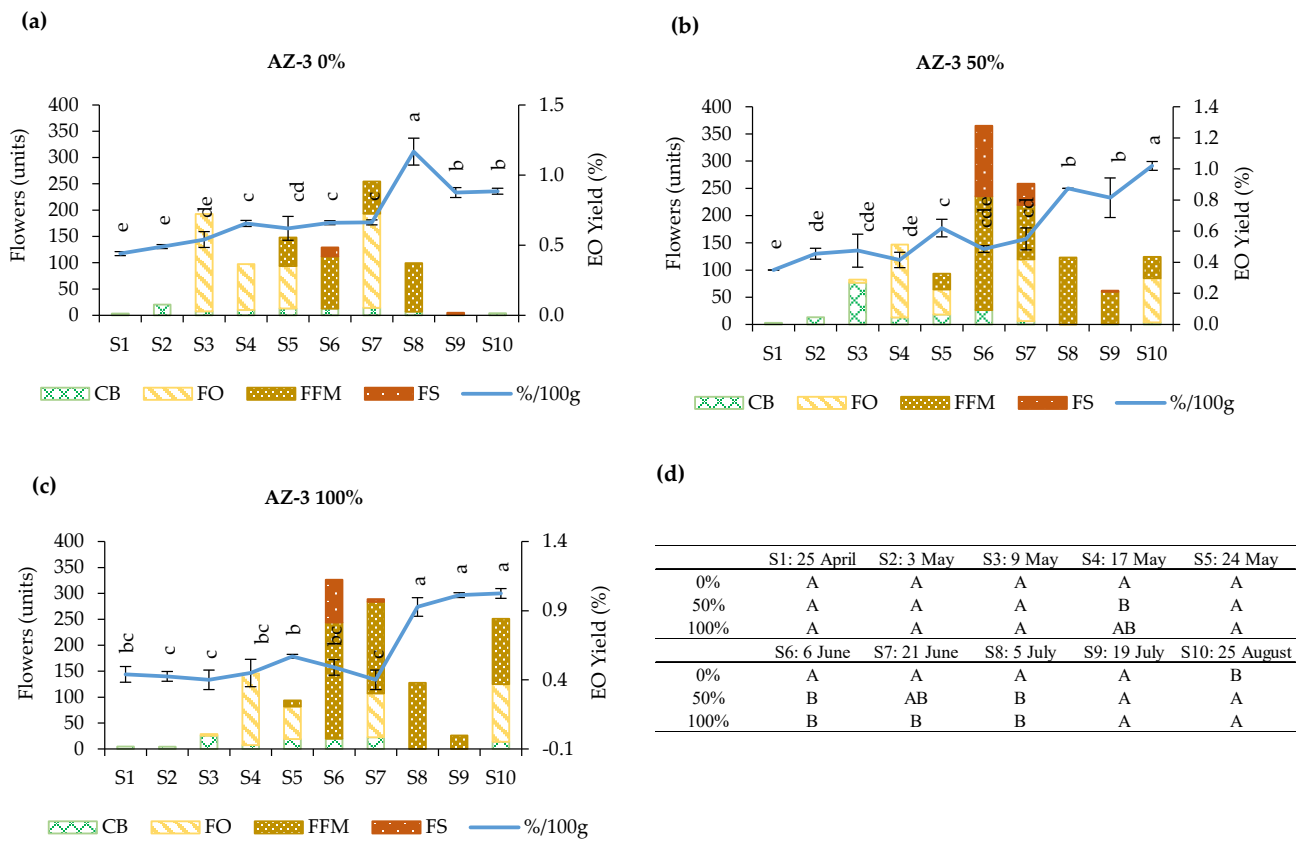 (a)
AZ-3 0%
Flowers (units)
400
350
300
250
200
150
100
50
0
1.5
1.0
0.5
0.0
EO Yield (%)
e e de c cd c c a b b
S1 S2 S3 S4 S5 S6 S7 S8 S9 S10
CB FO FFM FS %/100g
(b)
AZ-3 50%
Flowers (units)
400
350
300
250
200
150
100
50
0
1.4
1.2
1.0
0.8
0.6
0.4
0.2
0.0
EO Yield (%)
e de cde de c cde cd b b a
S1 S2 S3 S4 S5 S6 S7 S8 S9 S10
CB FO FFM FS %/100g
(c)
AZ-3 100%
Flowers (units)
400
350
300
250
200
150
100
50
0
1.4
0.9
0.4
-0.1
EO Yield (%)
bc c c bc b bc c a a a
S1 S2 S3 S4 S5 S6 S7 S8 S9 S10
CB FO FFM FS %/100g
(d)
S1: 25 April S2: 3 May S3: 9 May S4: 17 May S5: 24 May
0% A A A A A
50% A A A B A
100% A A A AB A
S6: 6 June S7: 21 June S8: 5 July S9: 19 July S10: 25 August
0% A A A A B
50% B AB B A A
100% B B B A A